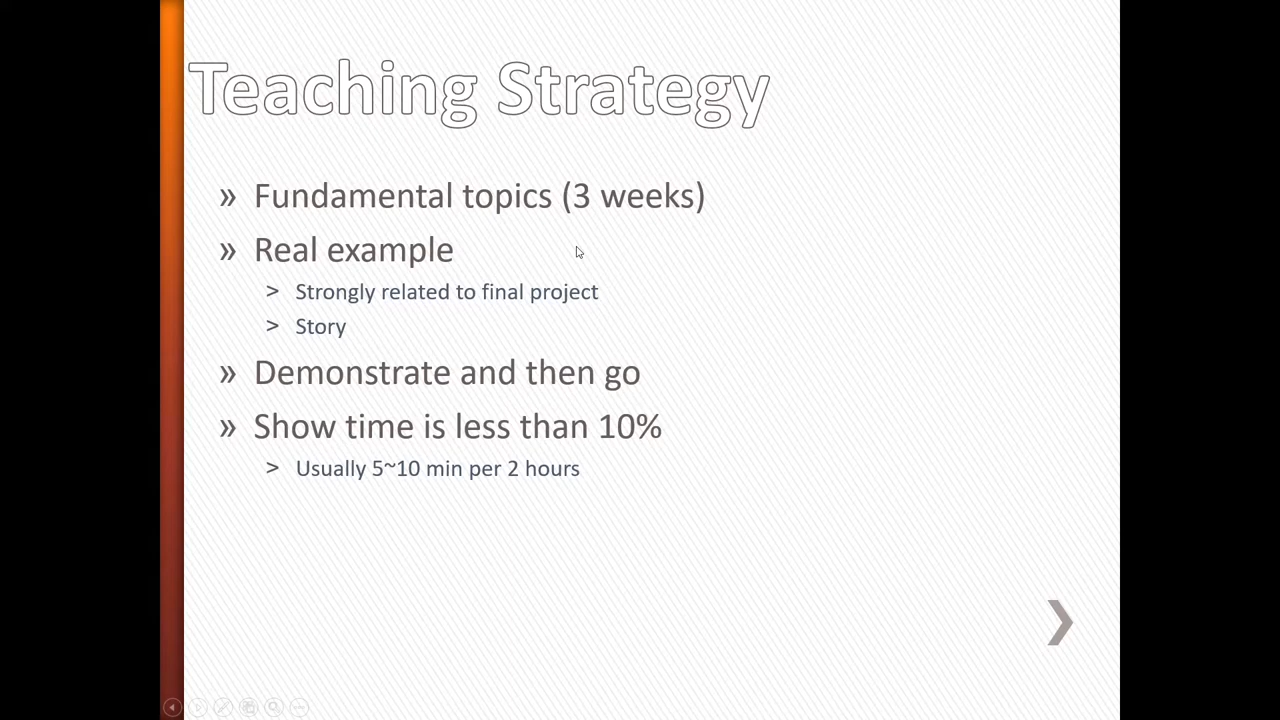 Teaching Strategy
» Fundamental topics (3 weeks)
» Real example
> Strongly related to final project
> Story
» Demonstrate and then go
» Show time is less than 10%
> Usually 5~10 min per 2 hours